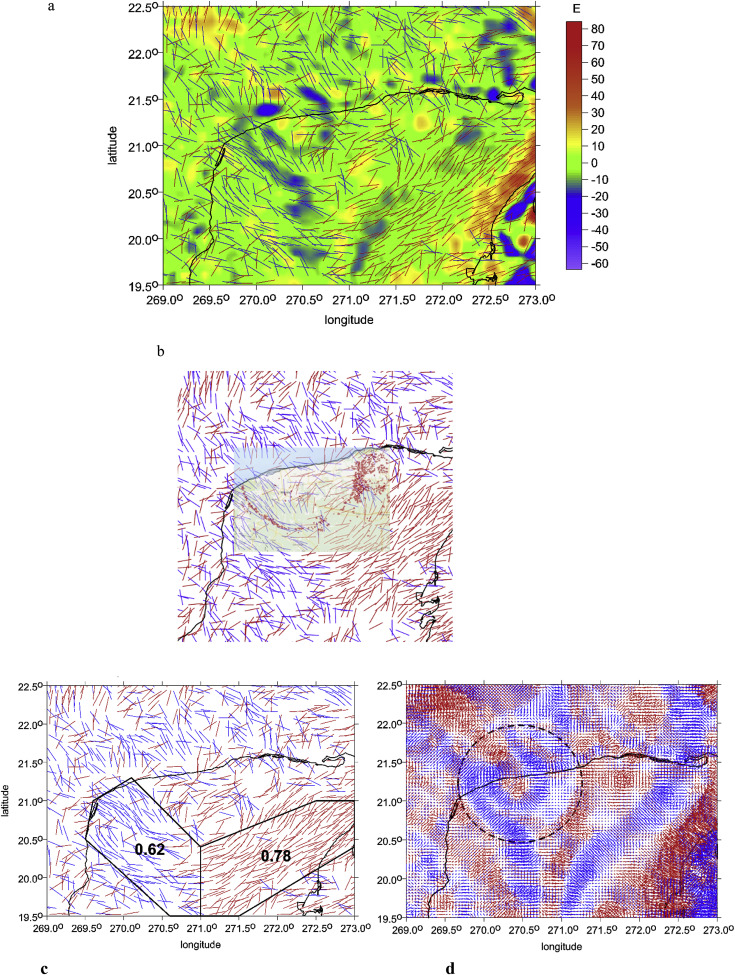 a
E
22.5⁰
22.0⁰
21.5⁰
21.0⁰
20.5⁰
20.0⁰
19.5⁰
latitude
269.0⁰ 269.5⁰ 270.0⁰ 270.5⁰ 271.0⁰ 271.5⁰ 272.0⁰ 272.5⁰ 273.0⁰
longitude
80
70
60
50
40
30
20
10
0
-10
-20
-30
-40
-50
-60
b
22.5⁰
22.0⁰
21.5⁰
21.0⁰
20.5⁰
20.0⁰
19.5⁰
latitude
0.62
0.78
269.0⁰ 269.5⁰ 270.0⁰ 270.5⁰ 271.0⁰ 271.5⁰ 272.0⁰ 272.5⁰ 273.0⁰
longitude
c
22.5⁰
22.0⁰
21.5⁰
21.0⁰
20.5⁰
20.0⁰
19.5⁰
269.0⁰ 269.5⁰ 270.0⁰ 270.5⁰ 271.0⁰ 271.5⁰ 272.0⁰ 272.5⁰ 273.0⁰
longitude
d